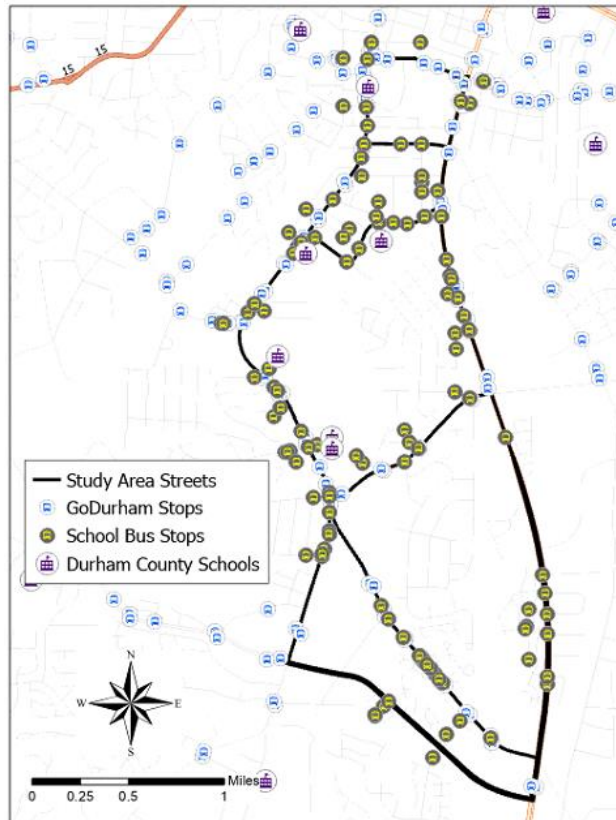 15
15
Study Area Streets
GoDurham Stops
School Bus Stops
Durham County Schools
N
W E
S
Miles
0 0.25 0.5 1